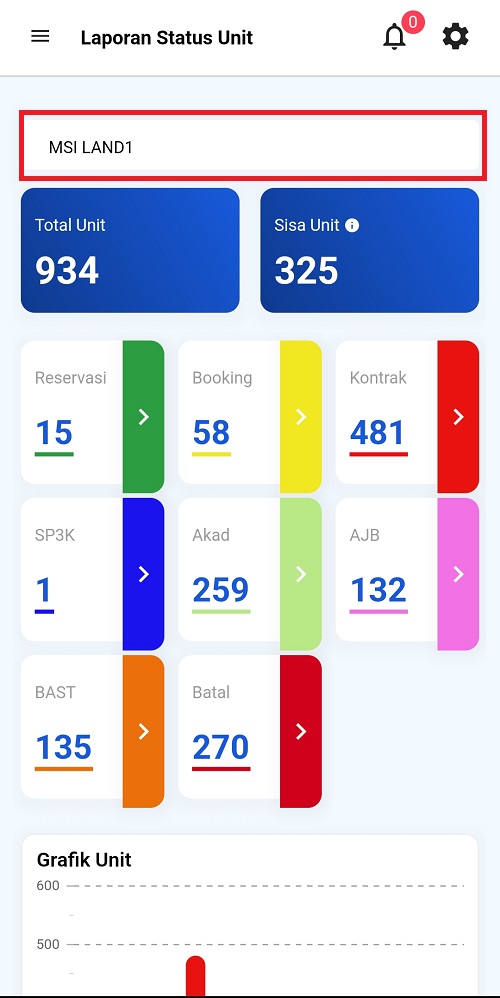 Laporan Status Unit
0
MSI LAND1
Total Unit
934
Sisa Unit
325
Reservasi
15
Booking
58
Kontrak
481
SP3K
1
Akad
259
AJB
132
BAST
135
Batal
270
Grafik Unit
600
500